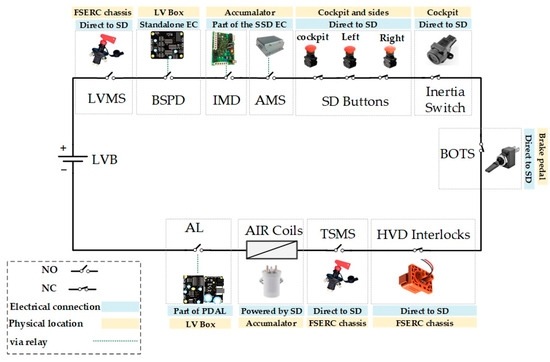 FSERC chassis
Direct to SD
LV Box
Standalone EC
Accumalator
Part of the SSD EC
Cockpit and sides
Direct to SD
Cockpit
Direct to SD
cockpit
Left
Right
LVMS
BSPD
IMD
AMS
SD Buttons
Inertia
Switch
+
LVB
−
BOTS
Direct to SD
Brake pedal
AL
AIR Coils
TSMS
HVD Interlocks
Part of PDAL
LV Box
Powered by SD
Accumalator
Direct to SD
FSERC chassis
Direct to SD
FSERC chassis
NO
NC
Electrical connection
Physical location
via relay